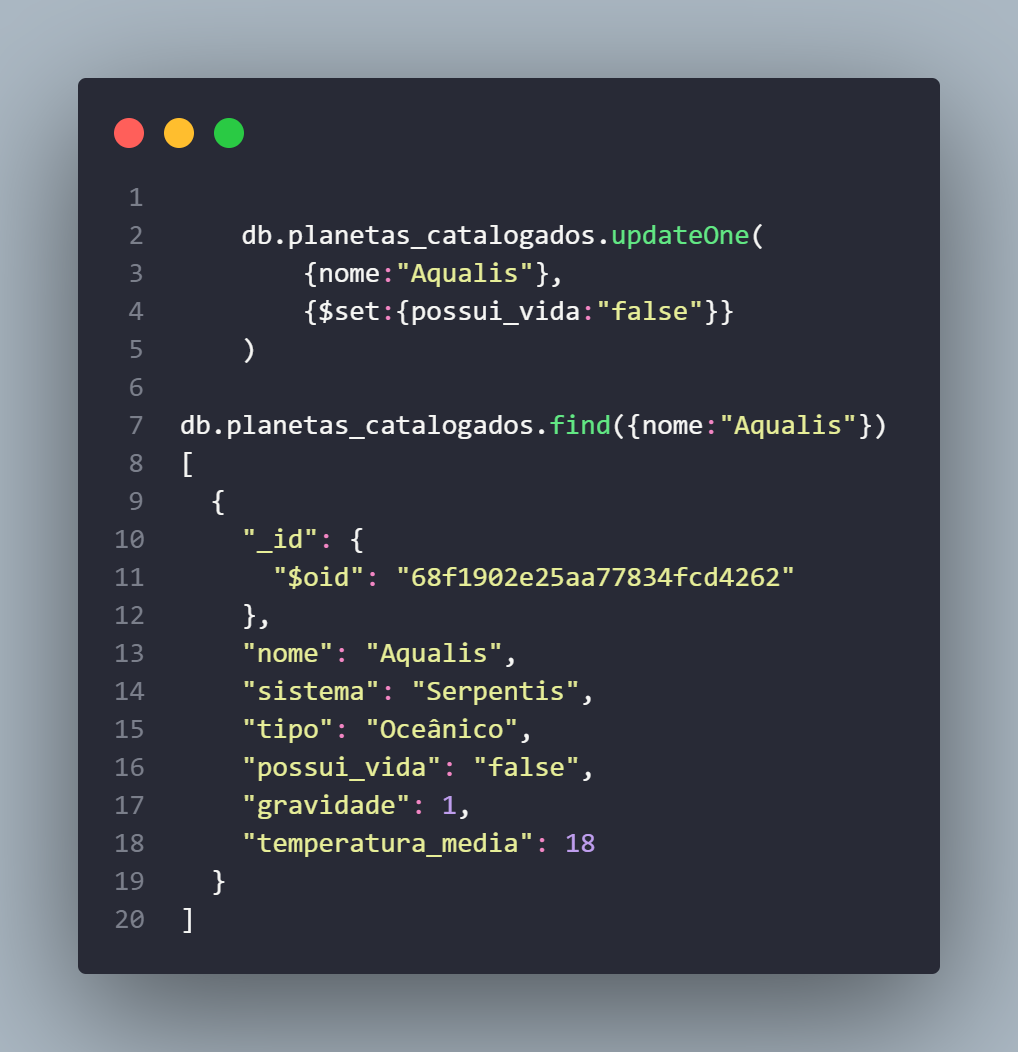 1
2 db.planetas_catalogados.updateOne(
3 {nome:"Aqualis"},
4 {$set:{possui_vida:"false"}}
5 )
6
7 db.planetas_catalogados.find({nome:"Aqualis"})
8 [
9 {
10 "_id": {
11 "$oid": "68f1902e25aa77834fcd4262"
12 },
13 "nome": "Aqualis",
14 "sistema": "Serpentis",
15 "tipo": "Oceânico",
16 "possui_vida": "false",
17 "gravidade": 1,
18 "temperatura_media": 18
19 }
20 ]